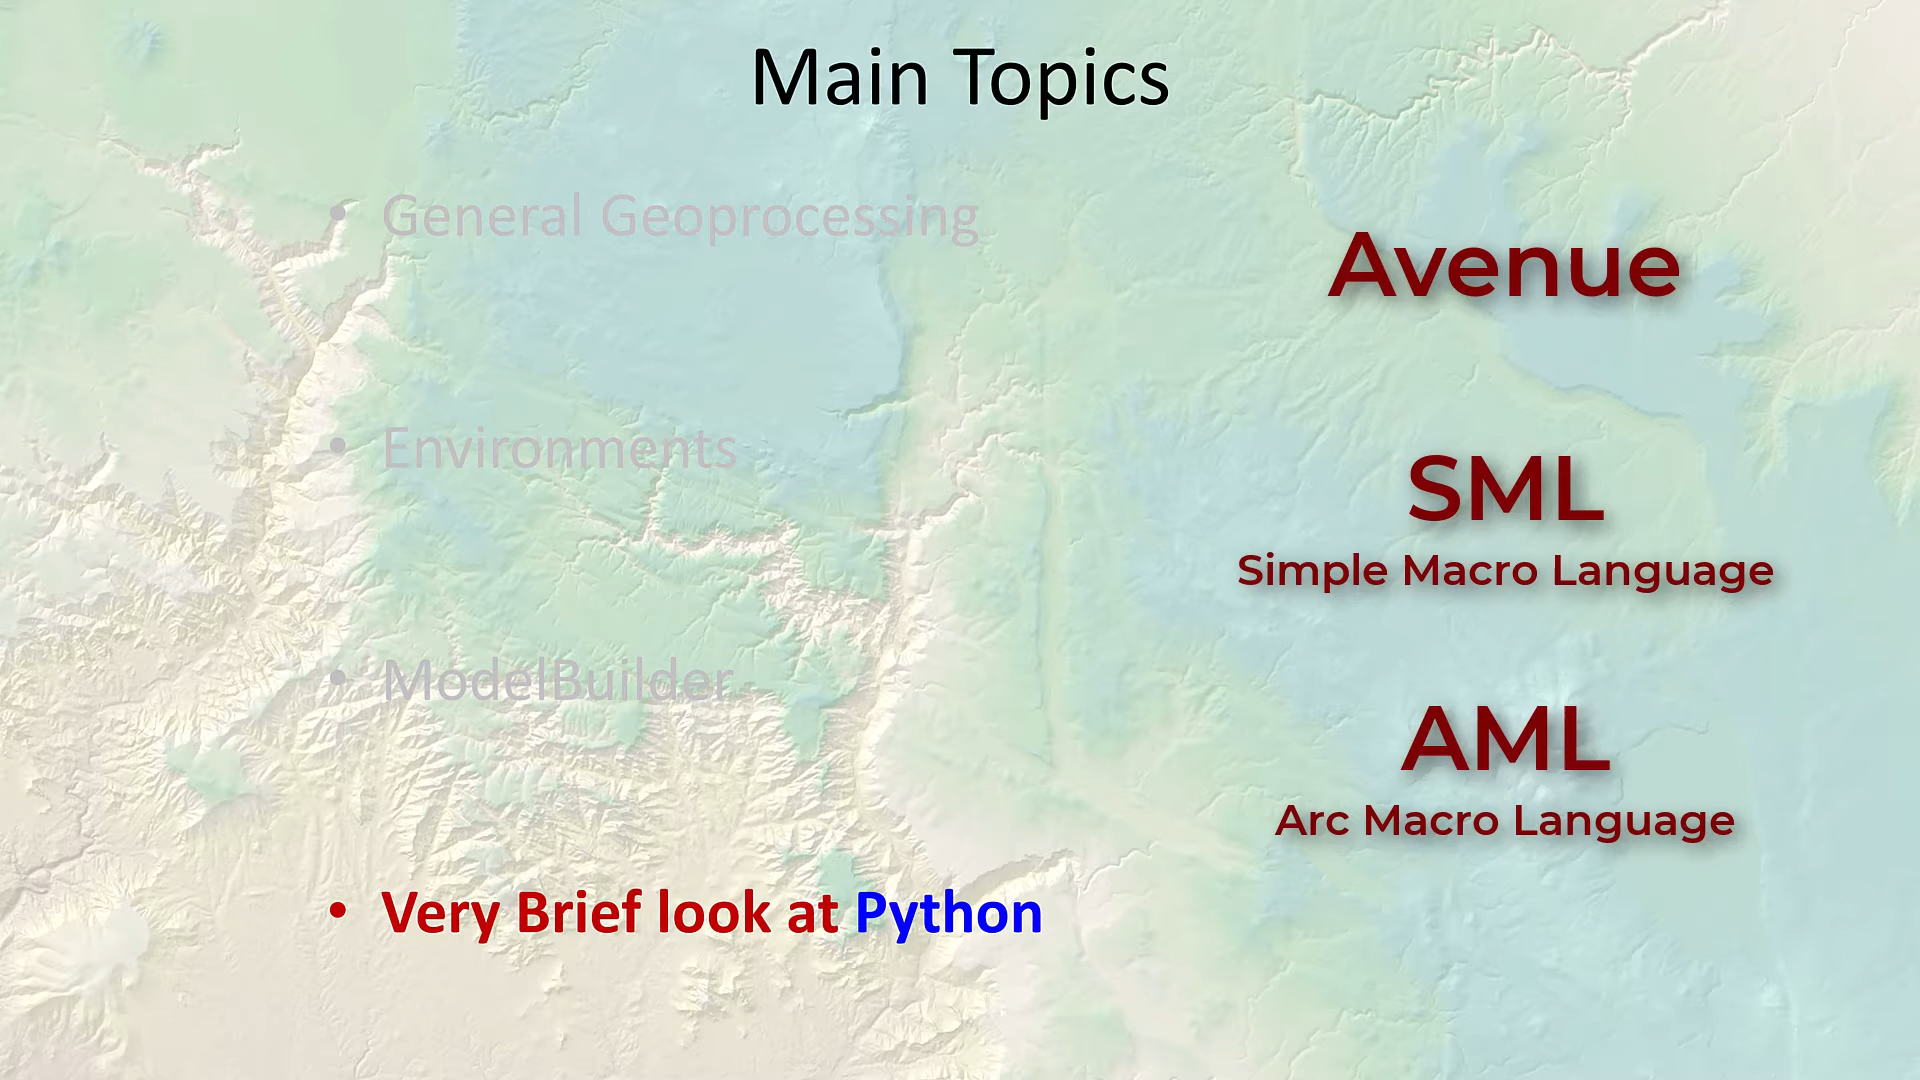 Main Topics
• General Geoprocessing
• Environments
• ModelBuilder
• Very Brief look at Python
Avenue
SML
Simple Macro Language
AML
Arc Macro Language